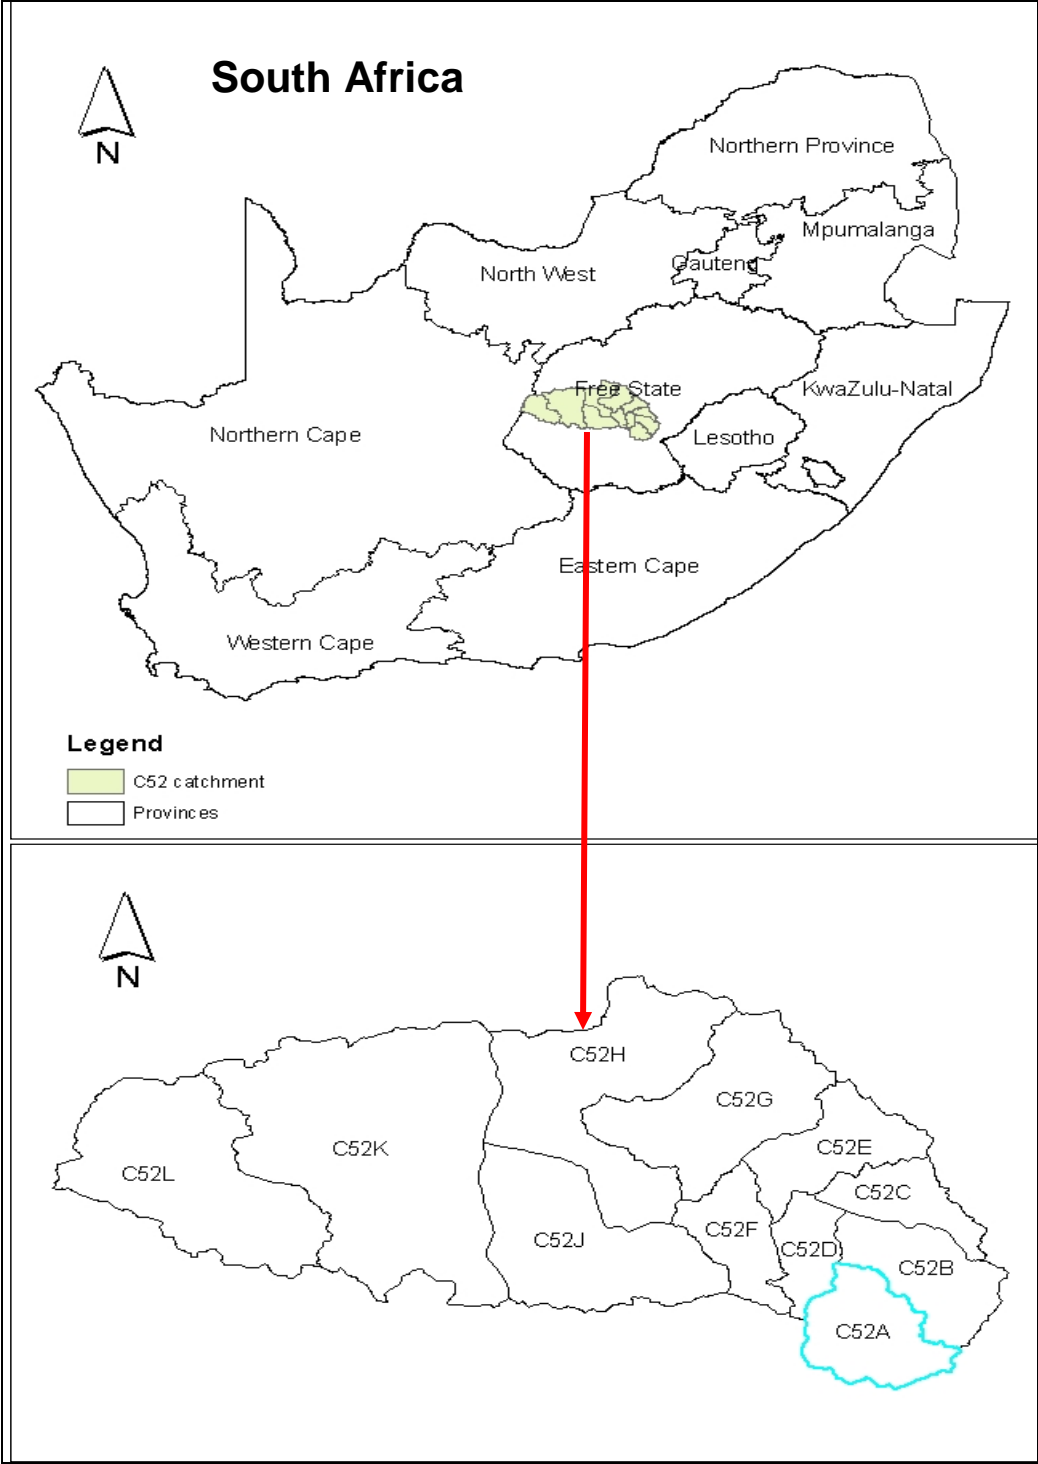 South Africa
N
Northern Province
Mpumalanga
Gauteng
North West
Free State
KwaZulu-Natal
Northern Cape
Lesotho
Eastern Cape
Western Cape
Legend
C52 catchment
Provinces
N
C52H
C52G
C52K
C52E
C52L
C52C
C52F
C52J
C52D
C52B
C52A